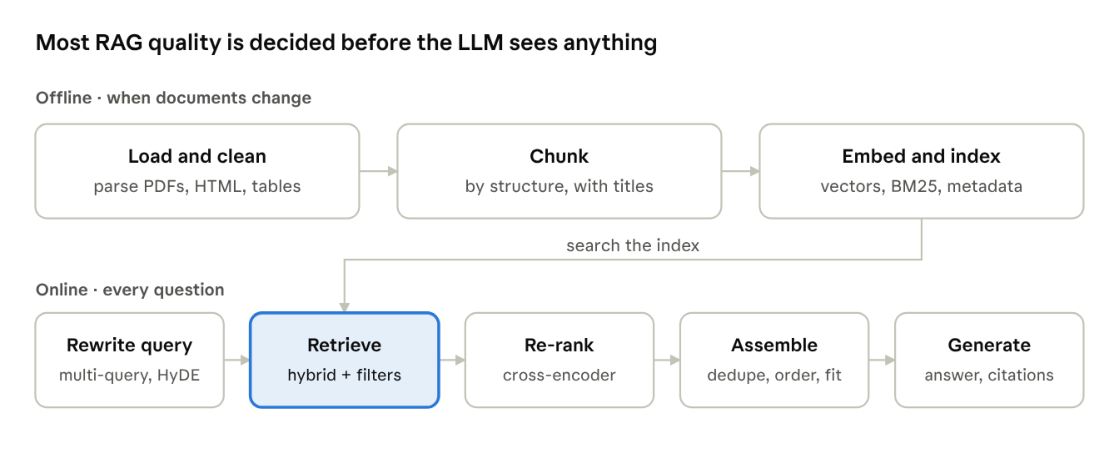 Most RAG quality is decided before the LLM sees anything
Offline · when documents change
Load and clean
parse PDFs, HTML, tables
Chunk
by structure, with titles
Embed and index
vectors, BM25, metadata
search the index
Online · every question
Rewrite query
multi-query, HyDE
Retrieve
hybrid + filters
Re-rank
cross-encoder
Assemble
dedupe, order, fit
Generate
answer, citations